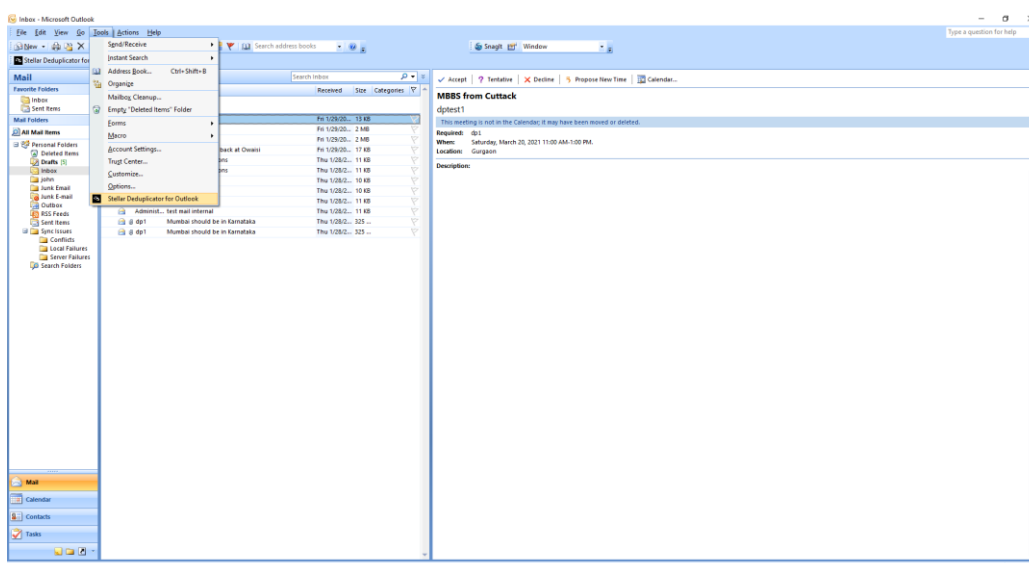 Inbox - Microsoft Outlook
File Edit View Go Tools Actions Help
Type a question for help
New
Search address books
SnagIt Window
Stellar Deduplicator for
Send/Receive
Instant Search
Address Book... Ctrl+Shift+B
Organize
Mailbox Cleanup...
Empty "Deleted Items" Folder
Forms
Macro
Account Settings...
Trust Center...
Customize...
Options...
Stellar Deduplicator for Outlook
Mail
Favorite Folders
Inbox
Sent Items
Mail Folders
All Mail Items
Personal Folders
Deleted Items
Drafts [5]
Inbox
john
Junk Email
Junk E-mail
Outbox
RSS Feeds
Sent Items
Sync Issues
Conflicts
Local Failures
Server Failures
Search Folders
Mail
Calendar
Contacts
Tasks
Search Inbox
Received Size Categories
Fri 1/29/20... 13 KB
Fri 1/29/20... 2 MB
Fri 1/29/20... 2 MB
back at Owaisi Fri 1/29/20... 17 KB
ons Thu 1/28/2... 11 KB
ons Thu 1/28/2... 11 KB
Thu 1/28/2... 10 KB
Thu 1/28/2... 10 KB
Thu 1/28/2... 11 KB
Administ... test mail internal Thu 1/28/2... 11 KB
dp1 Mumbai should be in Karnataka Thu 1/28/2... 325 ...
dp1 Mumbai should be in Karnataka Thu 1/28/2... 323 ...
Accept ? Tentative Decline Propose New Time Calendar...
MBBS from Cuttack
dptest1
This meeting is not in the Calendar; it may have been moved or deleted.
Required: dp1
When: Saturday, March 20, 2021 11:00 AM-1:00 PM.
Location: Gurgaon
Description: